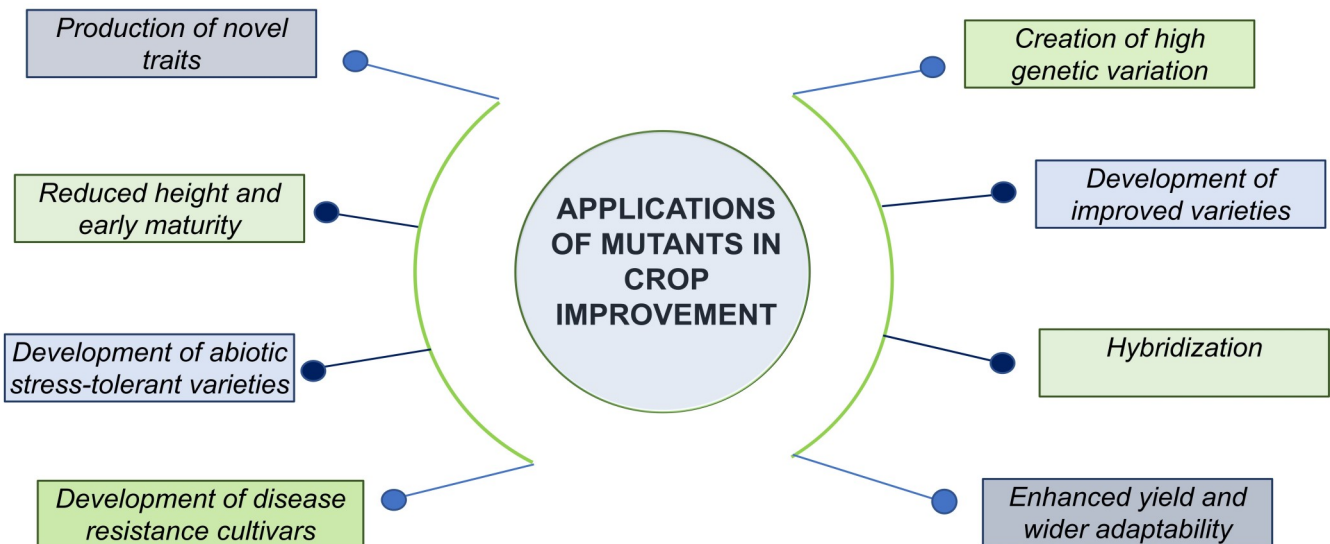 Production of novel
traits
Reduced height and
early maturity
Development of abiotic
stress-tolerant varieties
Development of disease
resistance cultivars
APPLICATIONS
OF MUTANTS IN
CROP
IMPROVEMENT
Creation of high
genetic variation
Development of
improved varieties
Hybridization
Enhanced yield and
wider adaptability